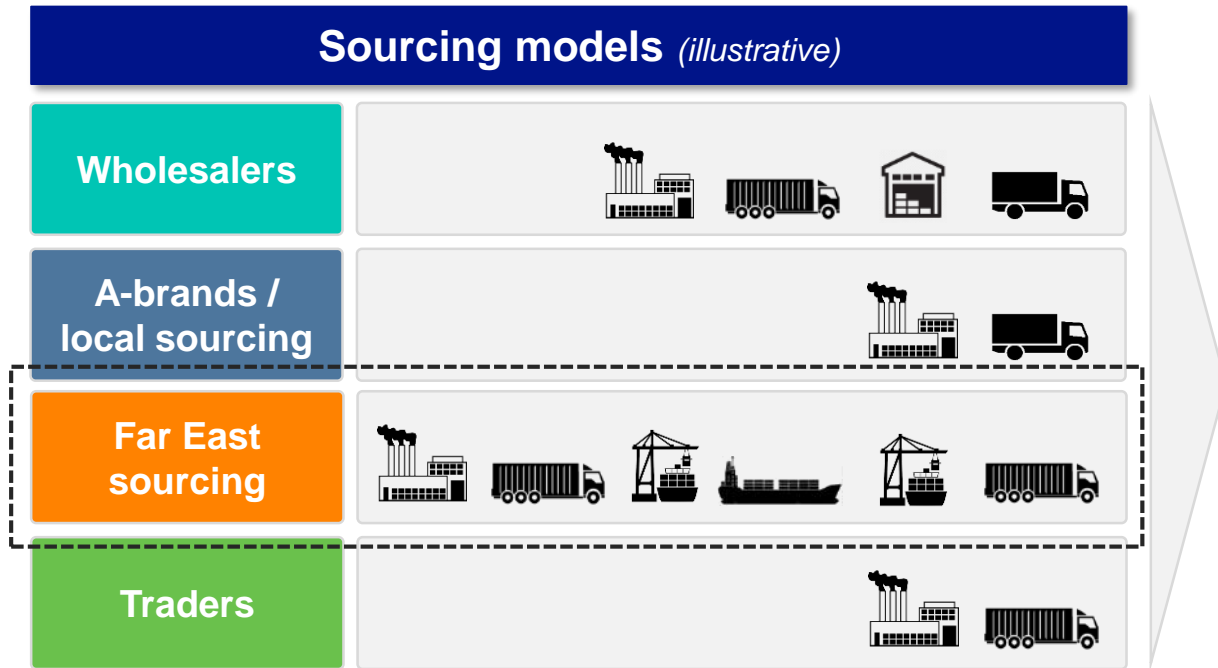 Sourcing models (illustrative)
Wholesalers
A-brands /
local sourcing
Far East
sourcing
Traders